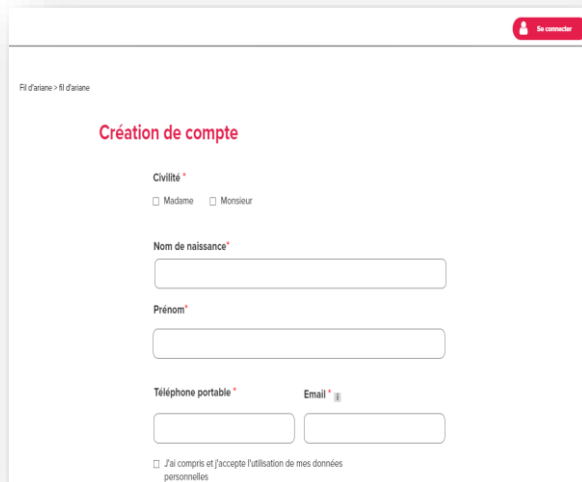 Se connecter
Fil d'ariane > fil d'ariane
Création de compte
Civilité *
Madame Monsieur
Nom de naissance*
Prénom*
Téléphone portable * Email * i
J'ai compris et j'accepte l'utilisation de mes données
personnelles